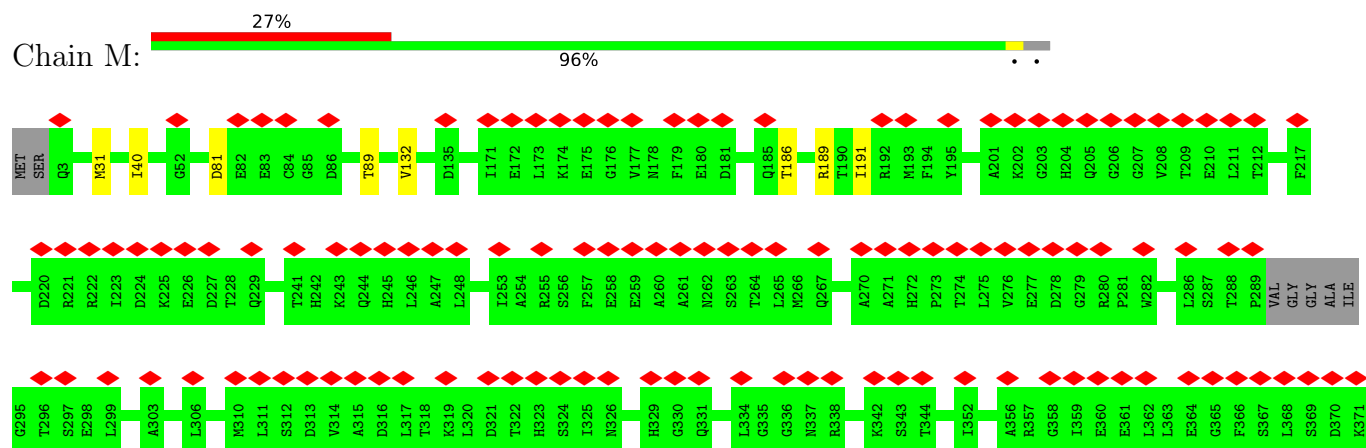 27%
Chain M:
96%
• •
MET SER Q3 M31 I40 G52 D81 E82 E83 C84 G85 D86 T89 V132 D135 I171 E172 L173 K174 E175 G176 V177 N178 F179 E180 D181 Q185 T186 R189 T190 I191 R192 M193 F194 Y195 A201 K202 G203 H204 Q205 G206 G207 V208 T209 E210 L211 T212 F217
D220 R221 R222 I223 D224 K225 E226 D227 T228 Q229 T241 H242 K243 Q244 H245 L246 A247 L248 I253 A254 R255 S256 F257 E258 E259 A260 A261 N262 S263 T264 L265 M266 Q267 A270 A271 H272 P273 T274 L275 V276 E277 D278 G279 R280 P281 W282 L286 S287 T288 P289 VAL GLY GLY ALA ILE
G295 T296 S297 E298 L299 A303 L306 M310 L311 S312 D313 V314 A315 D316 L317 T318 K319 L320 D321 T322 H323 S324 I325 N326 H329 G330 Q331 L334 G335 G336 N337 R338 K342 S343 T344 I352 A356 R357 G358 I359 E360 E361 L362 L363 E364 G365 F366 S367 L368 S369 D370 K371